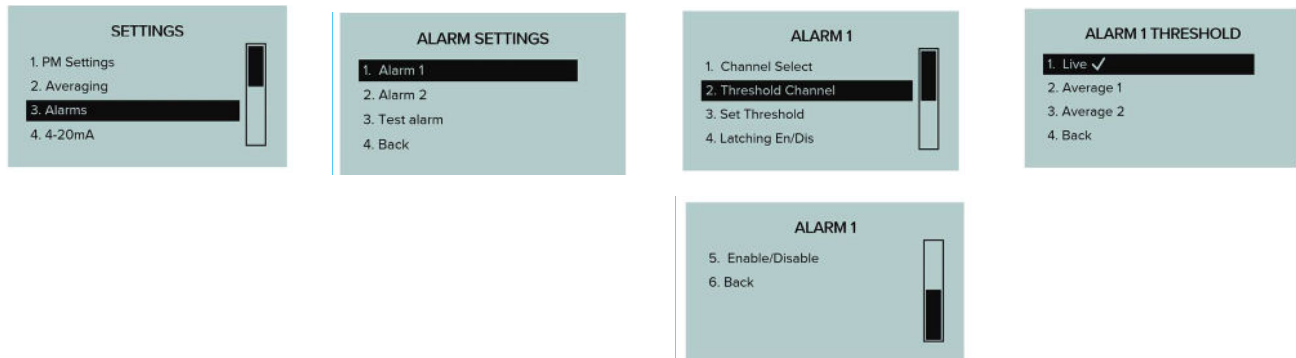 SETTINGS
1. PM Settings
2. Averaging
3. Alarms
4. 4-20mA
ALARM SETTINGS
1. Alarm 1
2. Alarm 2
3. Test alarm
4. Back
ALARM 1
1. Channel Select
2. Threshold Channel
3. Set Threshold
4. Latching En/Dis
ALARM 1 THRESHOLD
1. Live ✓
2. Average 1
3. Average 2
4. Back
ALARM 1
5. Enable/Disable
6. Back